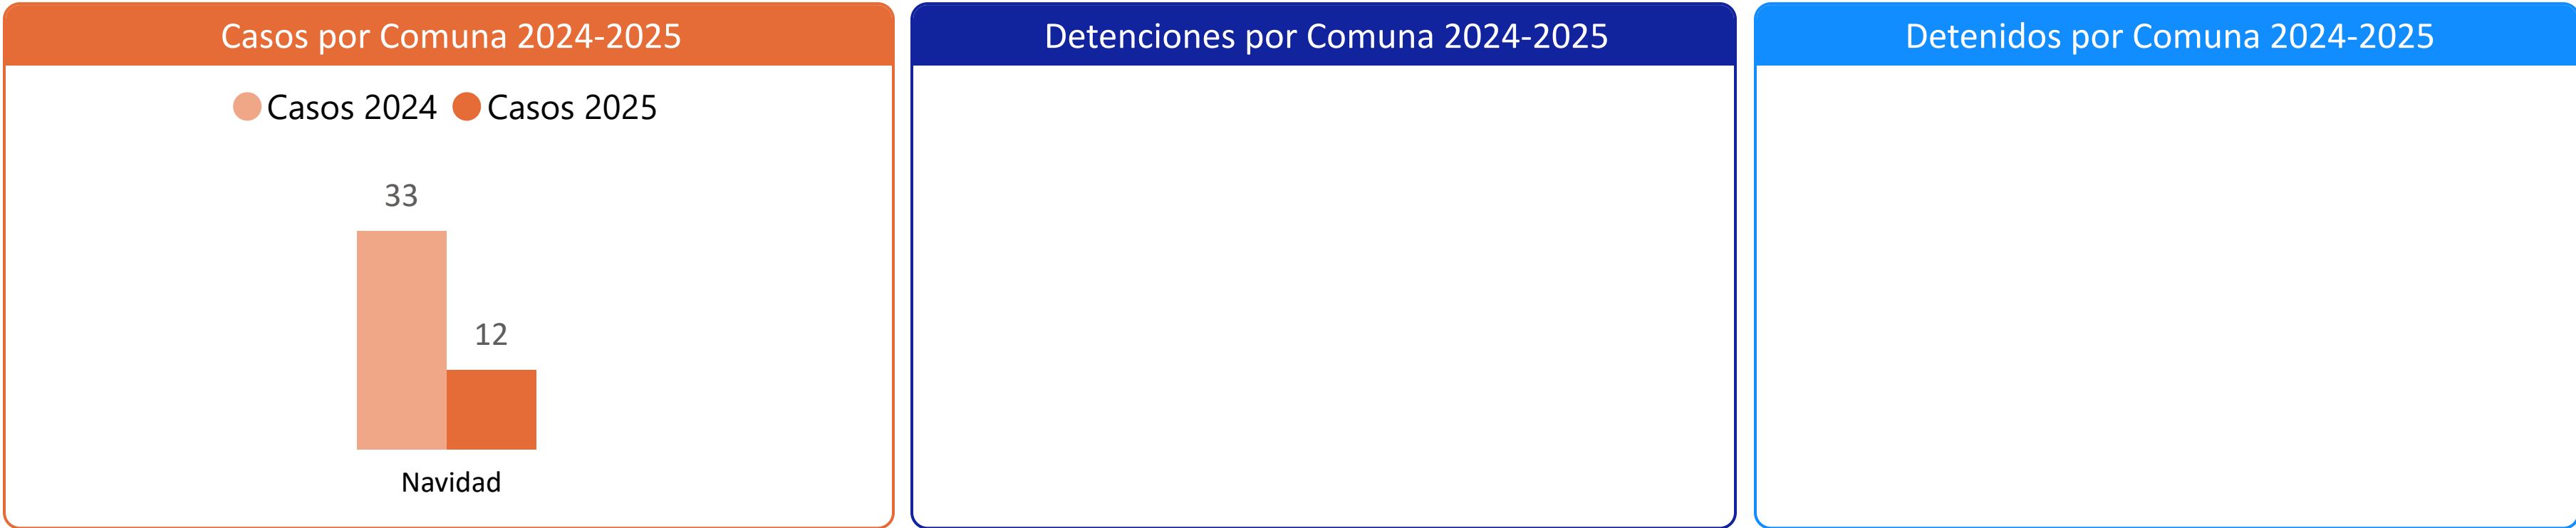 Casos por Comuna 2024-2025
Casos 2024 Casos 2025
33
12
Navidad
Detenciones por Comuna 2024-2025
Detenidos por Comuna 2024-2025